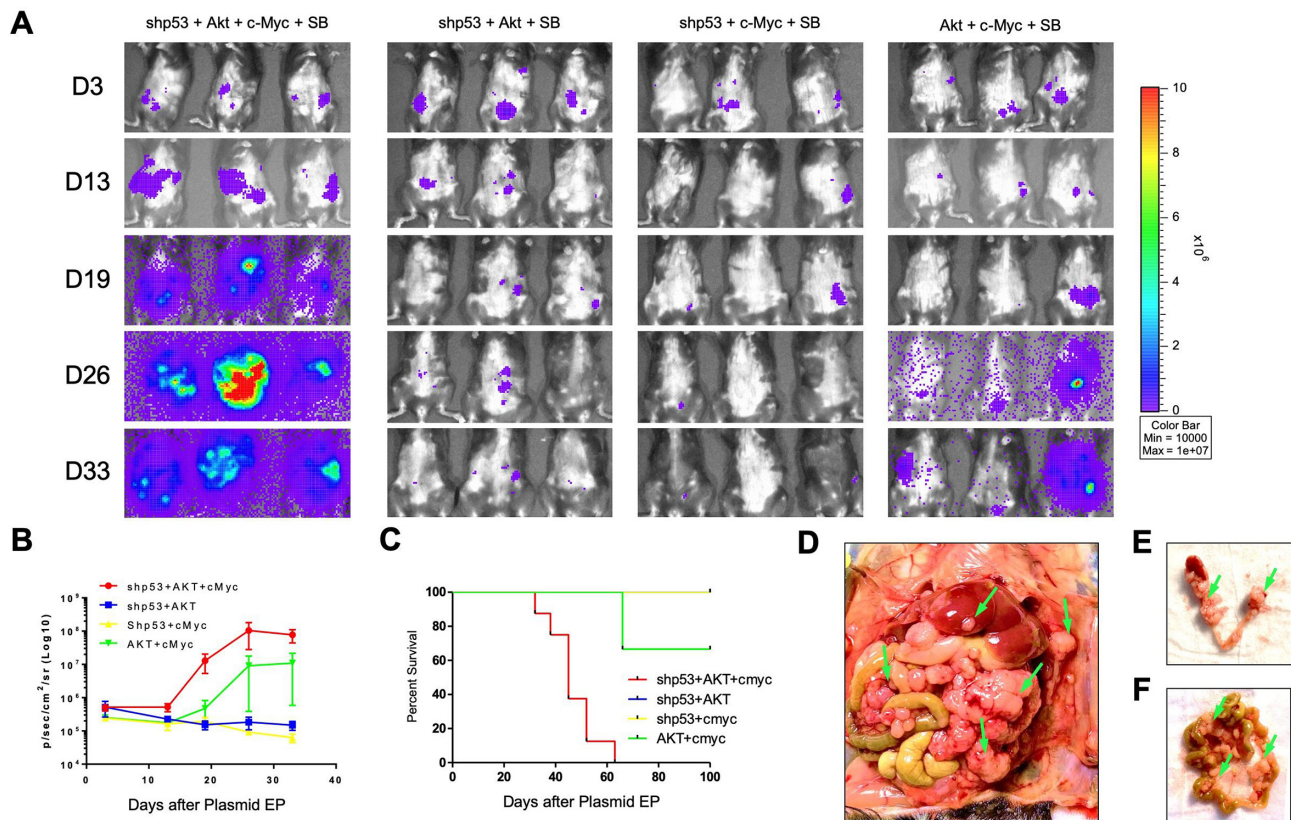 A
shp53 + Akt + c-Myc + SB
shp53 + Akt + SB
shp53 + c-Myc + SB
Akt + c-Myc + SB
D3
D13
D19
D26
D33
10
8
6
4
2
0
x10⁶
Color Bar
Min = 10000
Max = 1e+07
B
shp53+AKT+cMyc
shp53+AKT
Shp53+cMyc
AKT+cMyc
p/sec/cm²/sr (Log10)
10⁹
10⁸
10⁷
10⁶
10⁵
10⁴
0 10 20 30 40
Days after Plasmid EP
C
Percent Survival
100
80
60
40
20
0
shp53+AKT+cmyc
shp53+AKT
shp53+cmyc
AKT+cmyc
0 20 40 60 80 100
Days after Plasmid EP
D
E
F